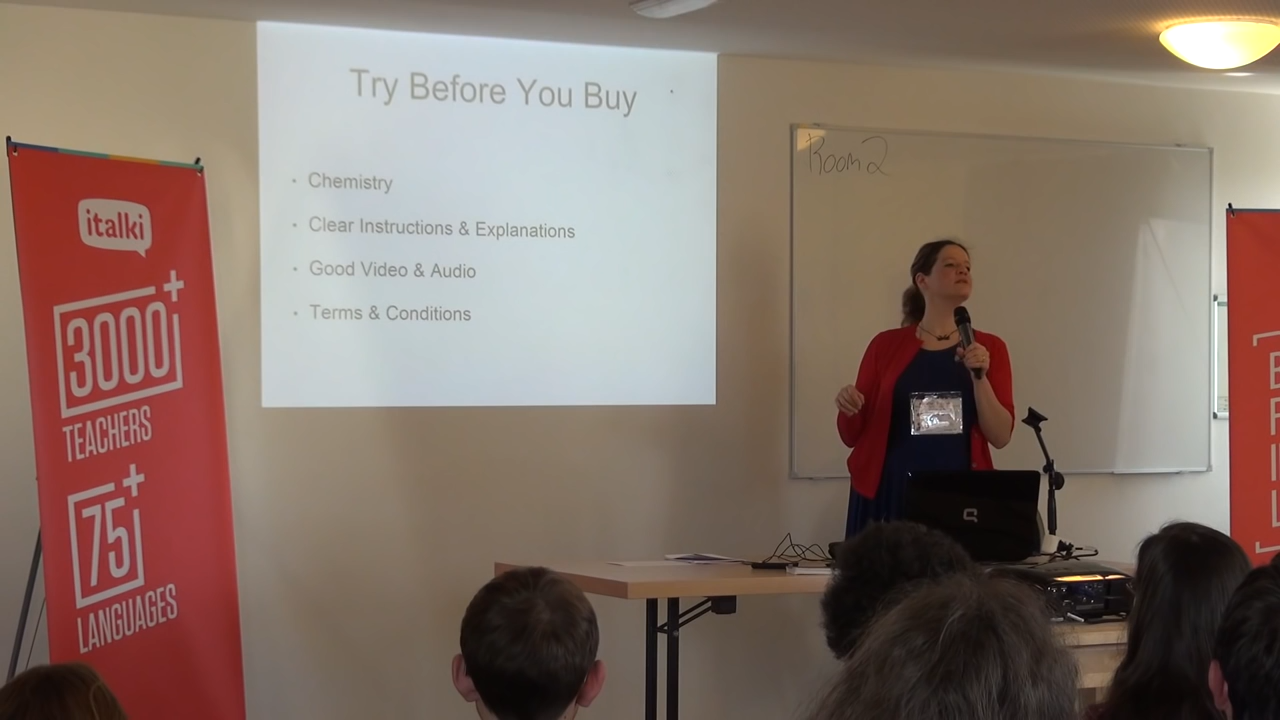 italki
3000+
TEACHERS
75+
LANGUAGES
Try Before You Buy
• Chemistry
• Clear Instructions & Explanations
• Good Video & Audio
• Terms & Conditions
Room 2